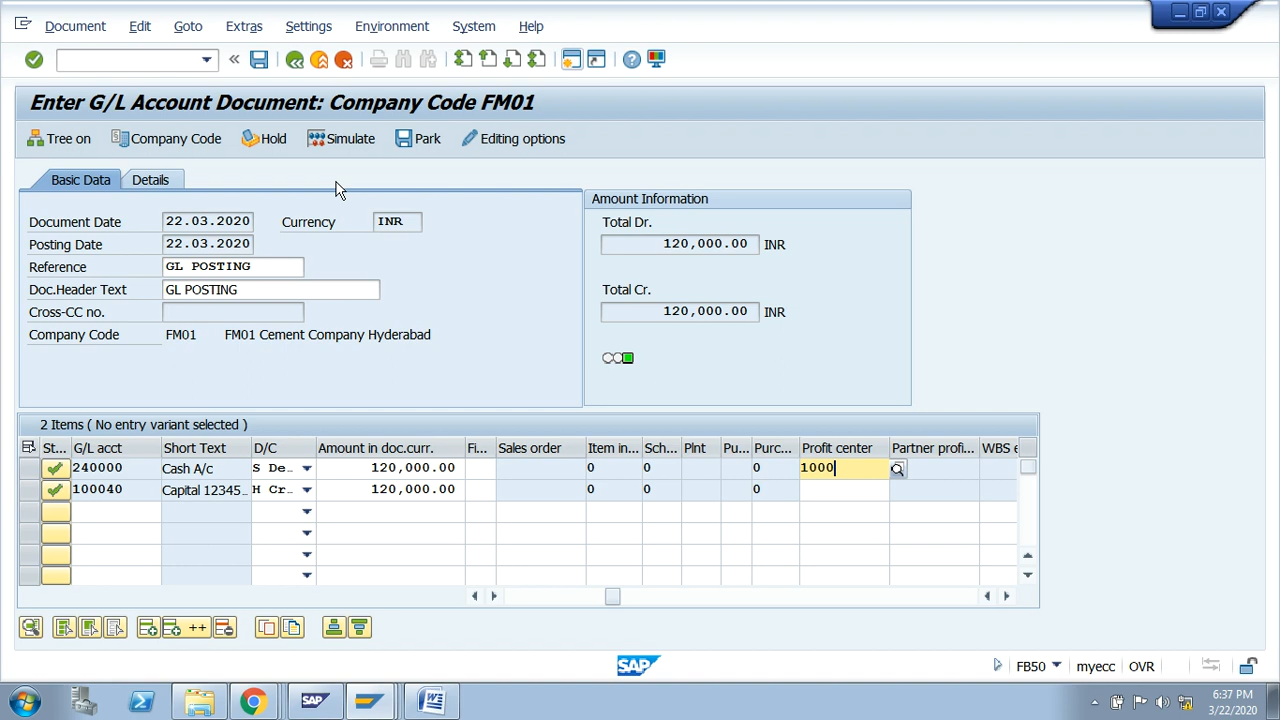 Document Edit Goto Extras Settings Environment System Help
Enter G/L Account Document: Company Code FM01
Tree on Company Code Hold Simulate Park Editing options
Basic Data Details
Amount Information
Document Date 22.03.2020 Currency INR
Total Dr.
Posting Date 22.03.2020
120,000.00 INR
Reference GL POSTING
Doc.Header Text GL POSTING
Total Cr.
Cross-CC no.
120,000.00 INR
Company Code FM01 FM01 Cement Company Hyderabad
2 Items ( No entry variant selected )
St... G/L acct Short Text D/C Amount in doc.curr. Fi... Sales order Item in... Sch... Plnt Pu... Purc... Profit center Partner profi... WBS e
240000 Cash A/c S De… 120,000.00 0 0 0 1000
100040 Capital 12345… H Cr… 120,000.00 0 0 0
++
SAP
FB50 myecc OVR
SAP
6:37 PM
3/22/2020